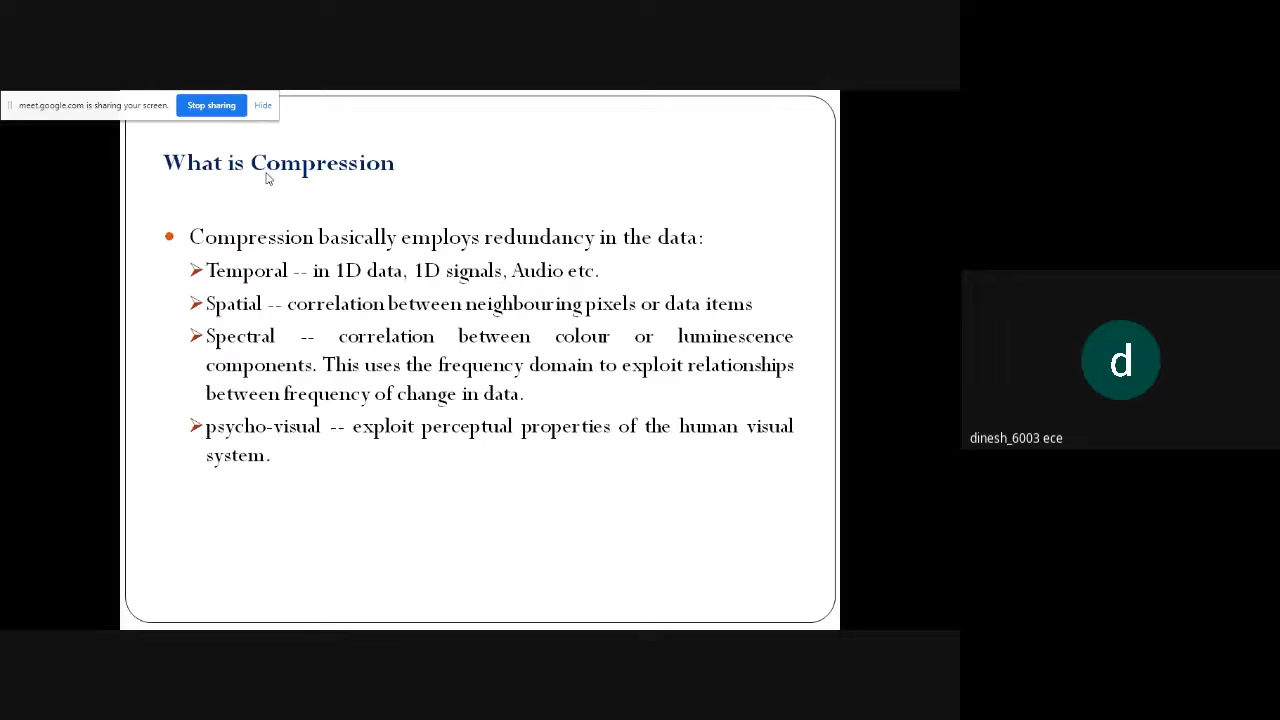 meet.google.com is sharing your screen. Stop sharing Hide
What is Compression
Compression basically employs redundancy in the data:
Temporal -- in 1D data, 1D signals, Audio etc.
Spatial -- correlation between neighbouring pixels or data items
Spectral -- correlation between colour or luminescence
components. This uses the frequency domain to exploit relationships
between frequency of change in data.
psycho-visual -- exploit perceptual properties of the human visual
system.
d
dinesh_6003 ece